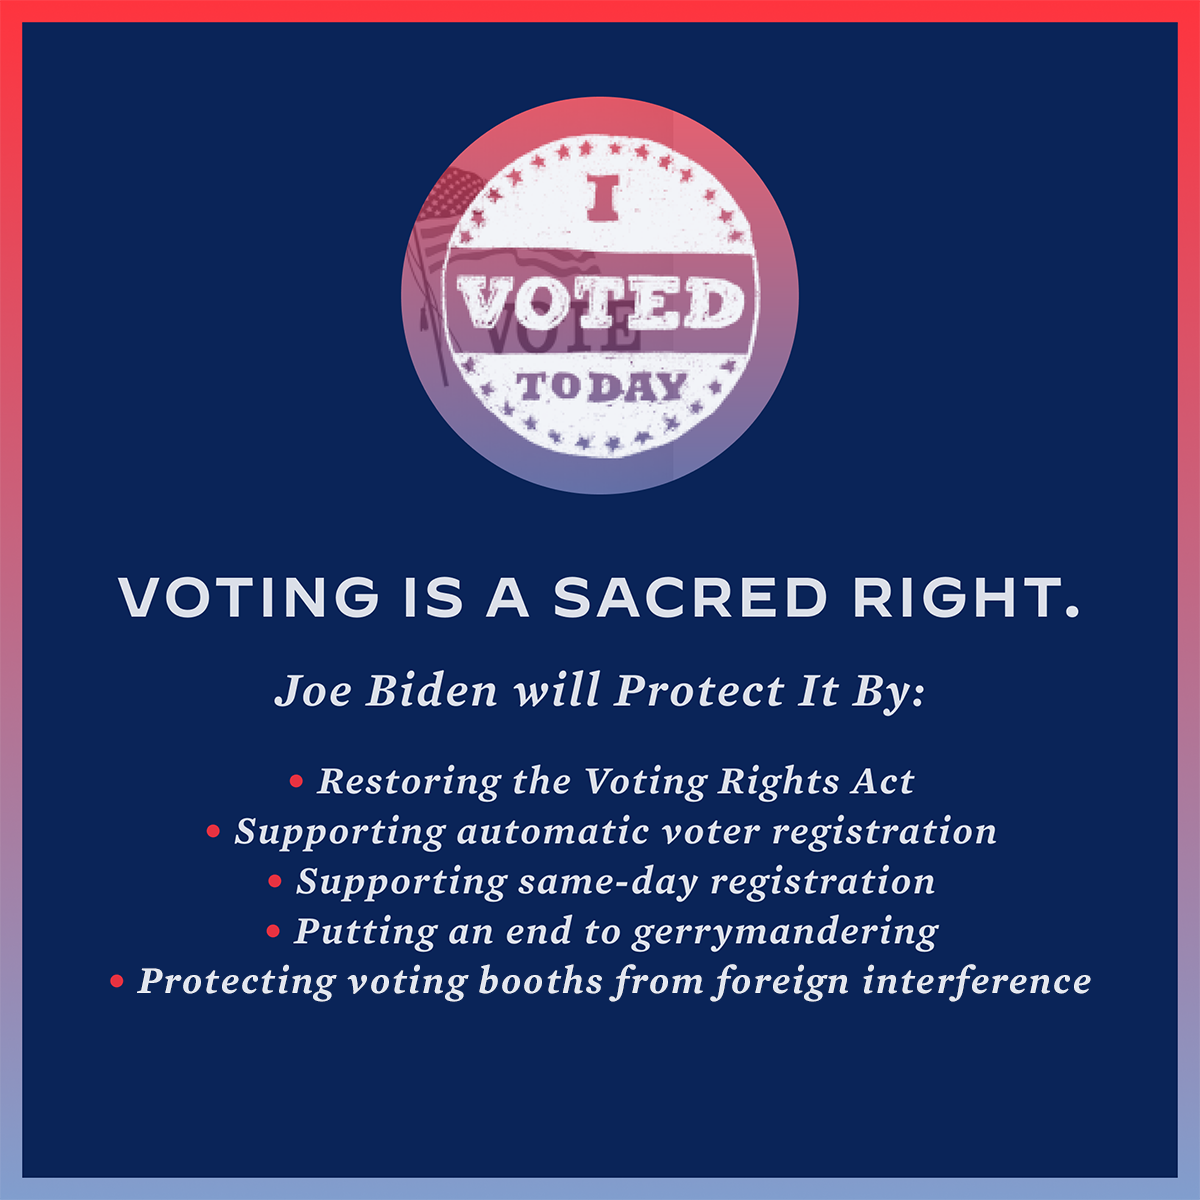 I
VOTED
VOTE
TODAY
VOTING IS A SACRED RIGHT.
Joe Biden will Protect It By:
• Restoring the Voting Rights Act
• Supporting automatic voter registration
• Supporting same-day registration
• Putting an end to gerrymandering
• Protecting voting booths from foreign interference